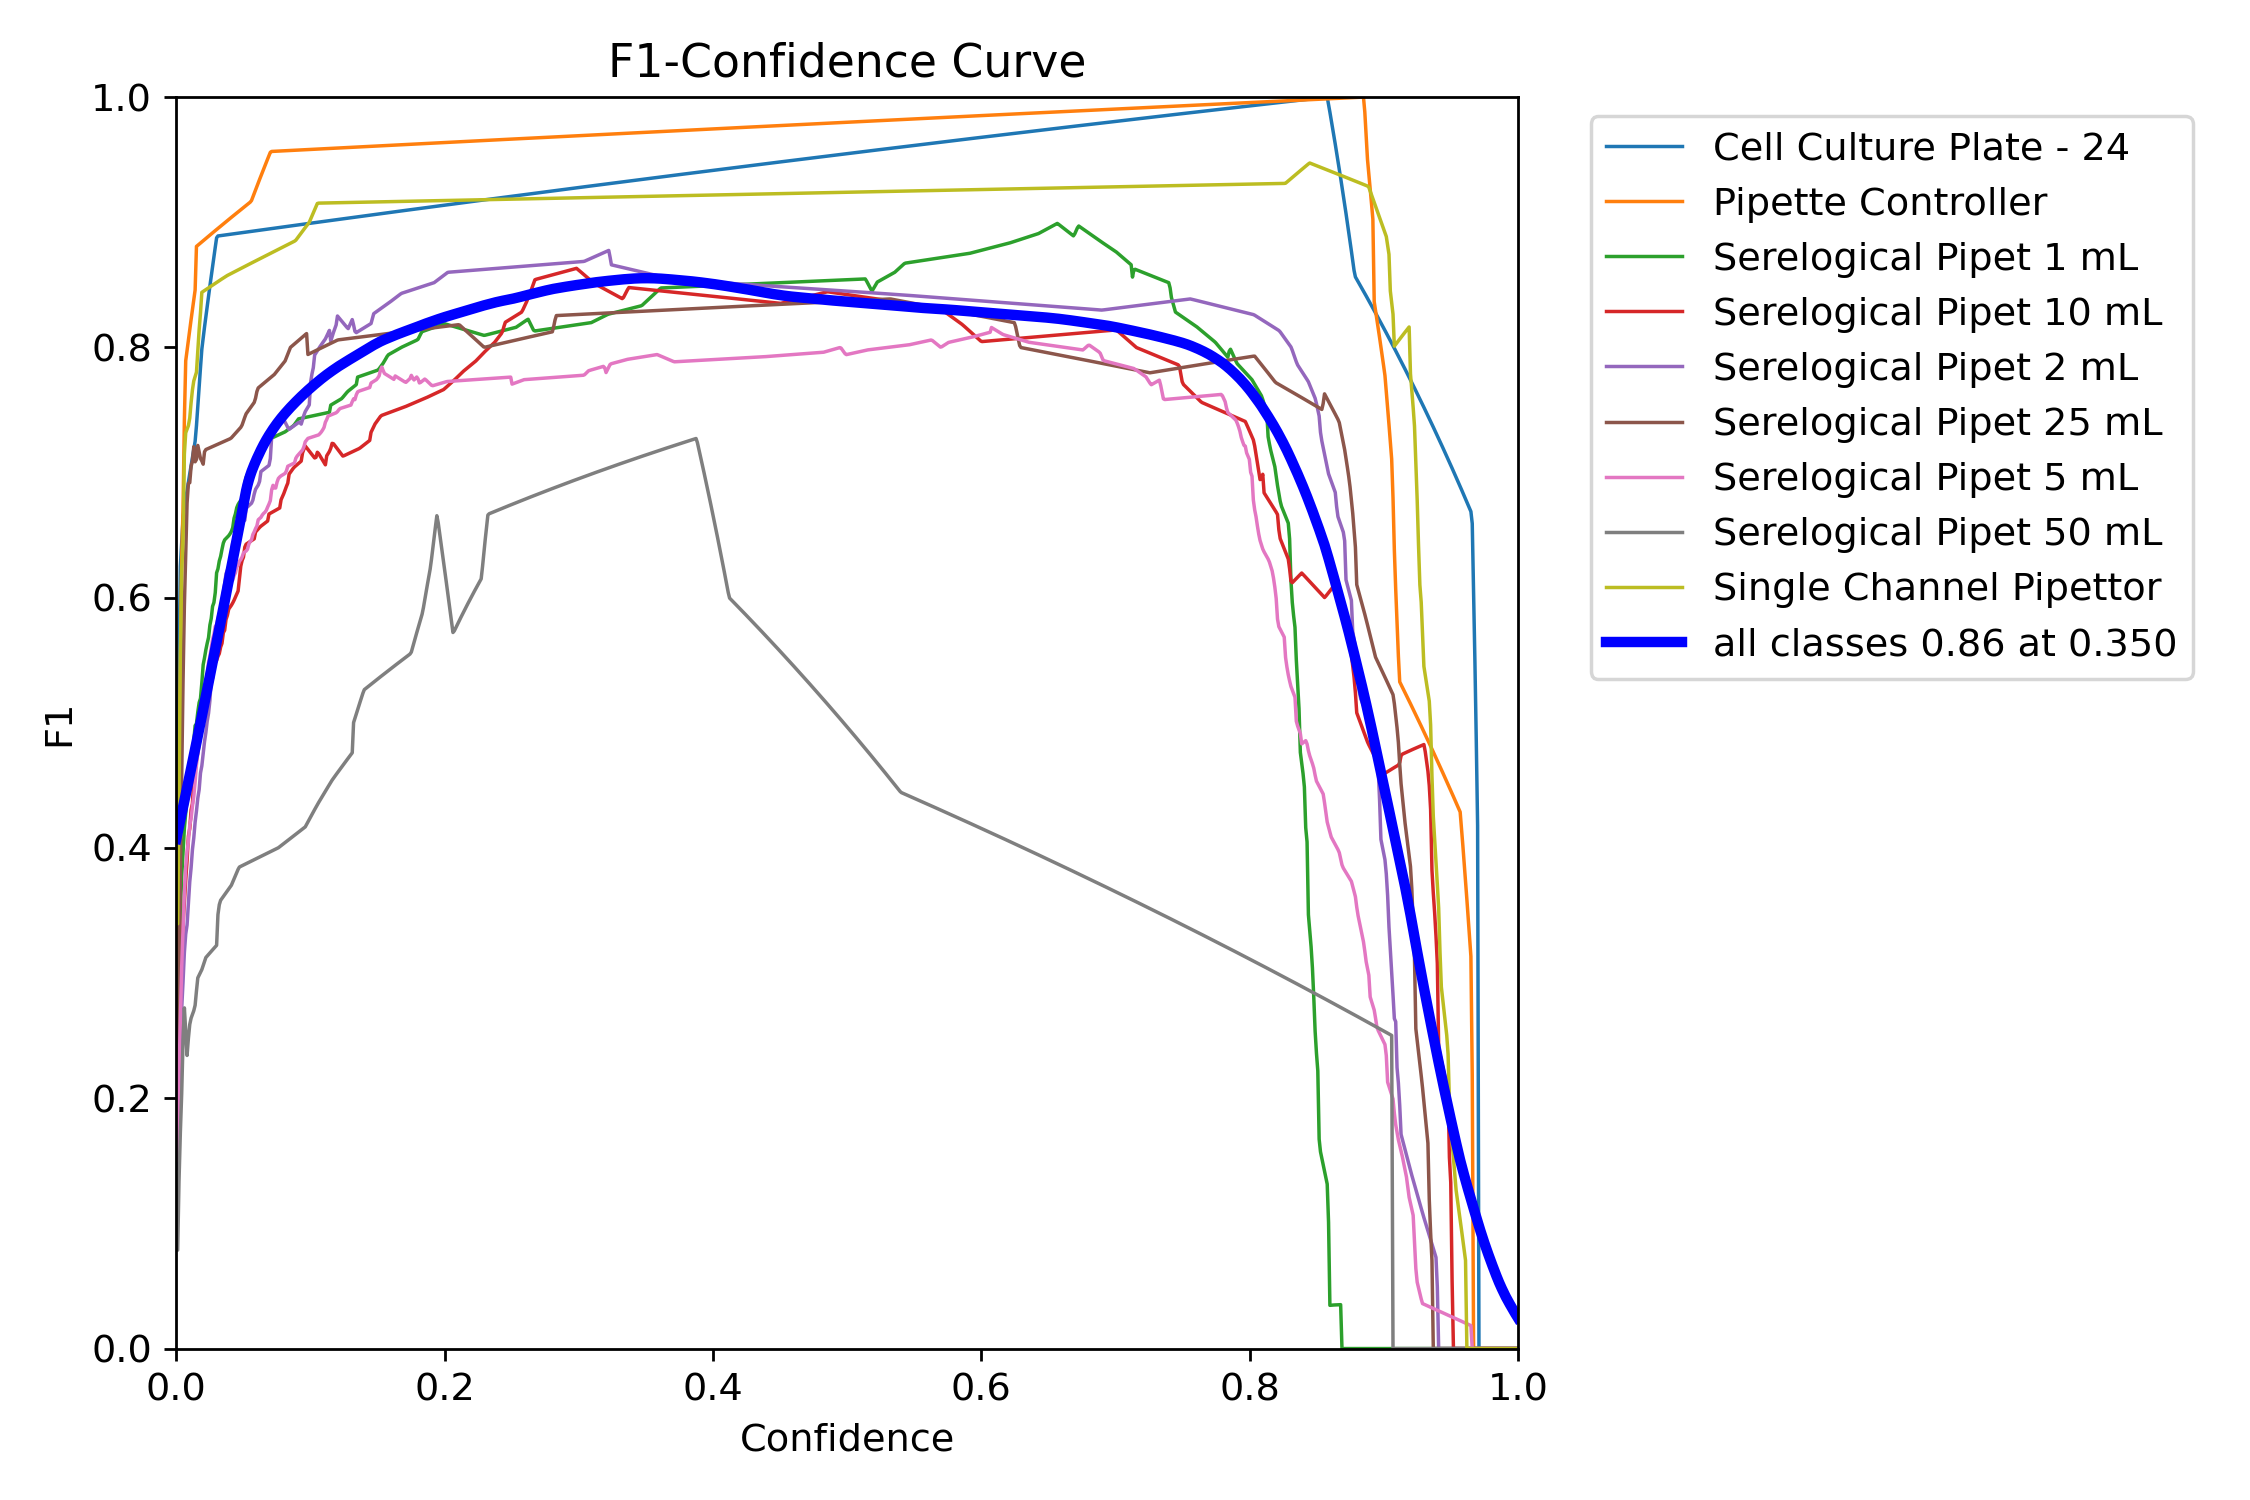 F1-Confidence Curve
1.0
0.8
0.6
0.4
0.2
0.0
F1
0.0 0.2 0.4 0.6 0.8 1.0
Confidence
Cell Culture Plate - 24
Pipette Controller
Serelogical Pipet 1 mL
Serelogical Pipet 10 mL
Serelogical Pipet 2 mL
Serelogical Pipet 25 mL
Serelogical Pipet 5 mL
Serelogical Pipet 50 mL
Single Channel Pipettor
all classes 0.86 at 0.350